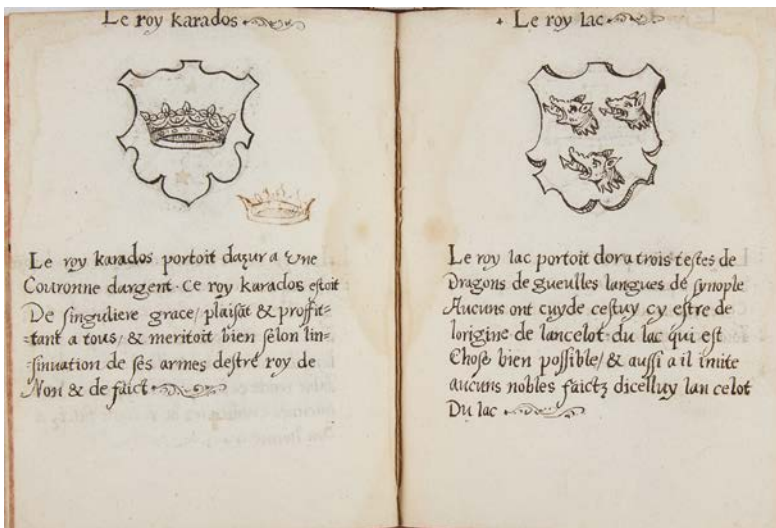 Le roy karados
Le roy karados portoit dazur a une
Couronne dargent. Ce roy karados estoit
De singuliere grace/ plaisãt & proffit=
=tant a tous/ & meritoit bien selon lin=
=sinuation de ses armes destre roy de
Non & de faict
+ Le roy lac
Le roy lac portoit dor a trois testes de
Dragons de gueulles langues de synople
Aucuns ont cuyde cestuy cy estre de
lorigine de lancelot du lac qui est
Chose bien possible/ & aussi a il imite
aucuns nobles faictz dicelluy lan celot
Du lac